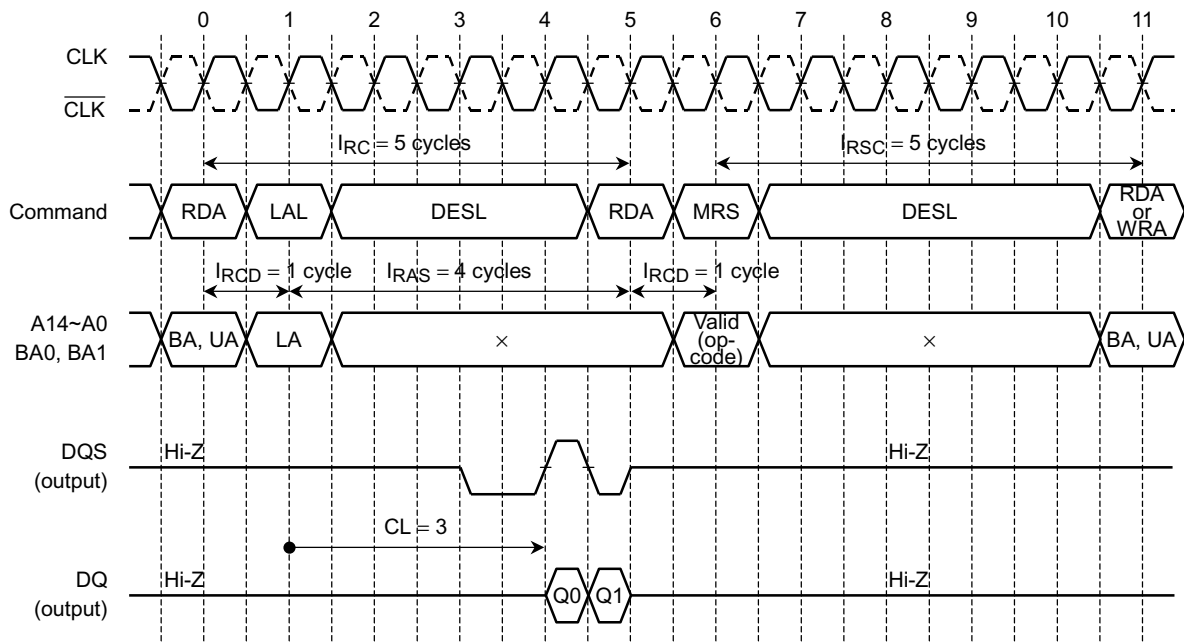 0 1 2 3 4 5 6 7 8 9 10 11
CLK
CLK
IRC = 5 cycles
IRSC = 5 cycles
Command
RDA
LAL
DESL
RDA
MRS
DESL
RDA
or
WRA
IRCD = 1 cycle
IRAS = 4 cycles
IRCD = 1 cycle
A14~A0
BA0, BA1
BA, UA
LA
×
Valid
(op-
code)
×
BA, UA
DQS
(output)
Hi-Z
Hi-Z
CL = 3
DQ
(output)
Hi-Z
Q0
Q1
Hi-Z